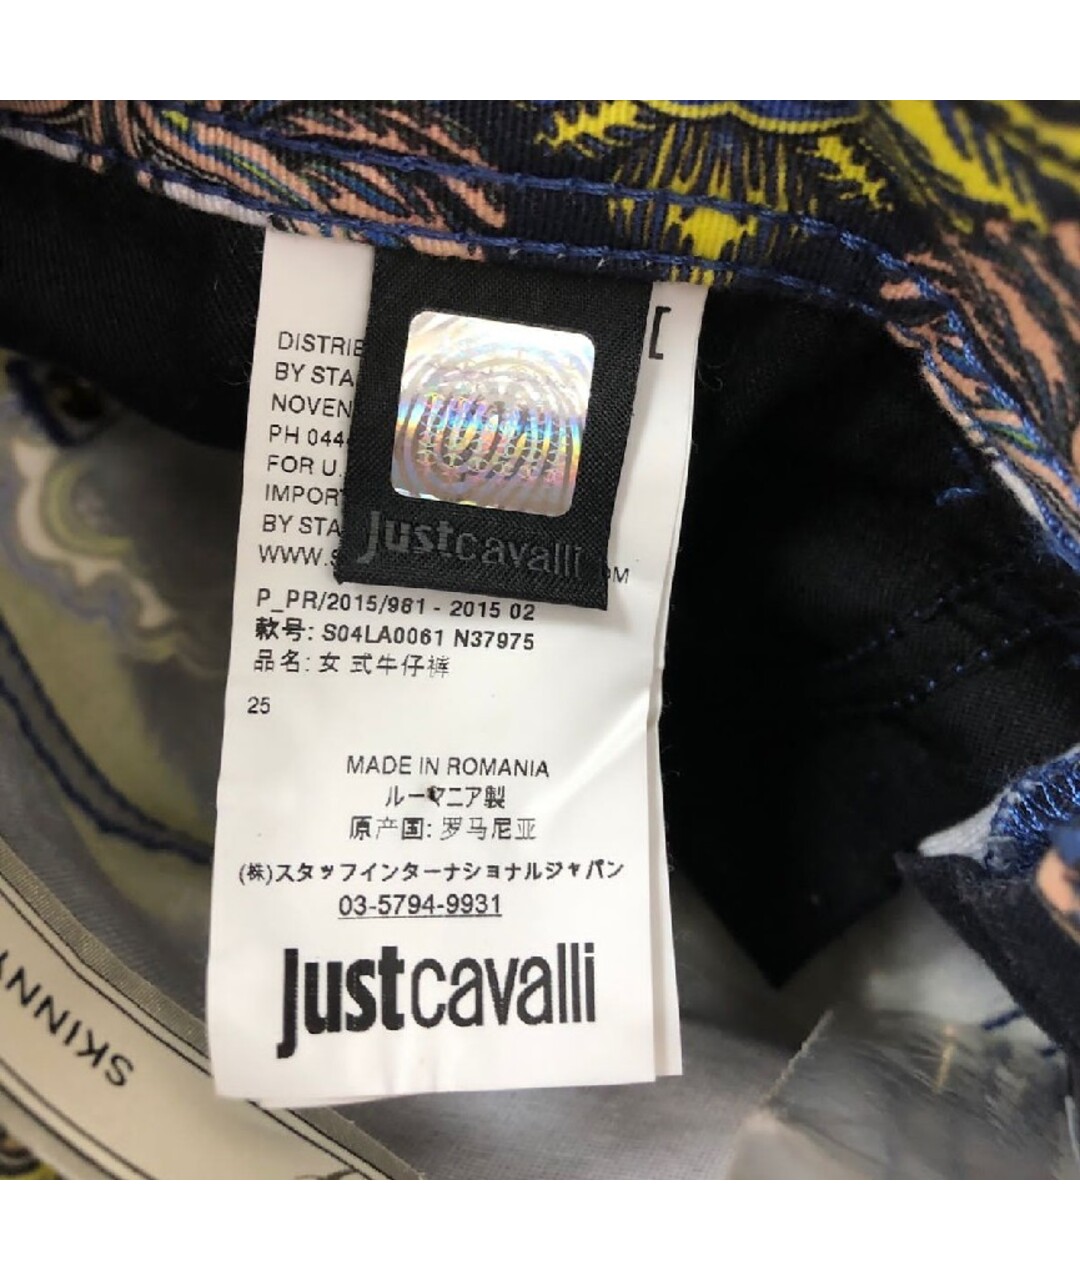 DISTRIB
BY STA
NOVEN
PH 044
FOR U.
IMPORT
BY STA
WWW.S
Justcavalli
P_PR/2015/981 - 2015 02
款号: S04LA0061 N37975
品名: 女 式牛仔裤
25
MADE IN ROMANIA
ルーマニア製
原产国: 罗马尼亚
(株)スタッフインターナショナルジャパン
03-5794-9931
Justcavalli
SKINNY